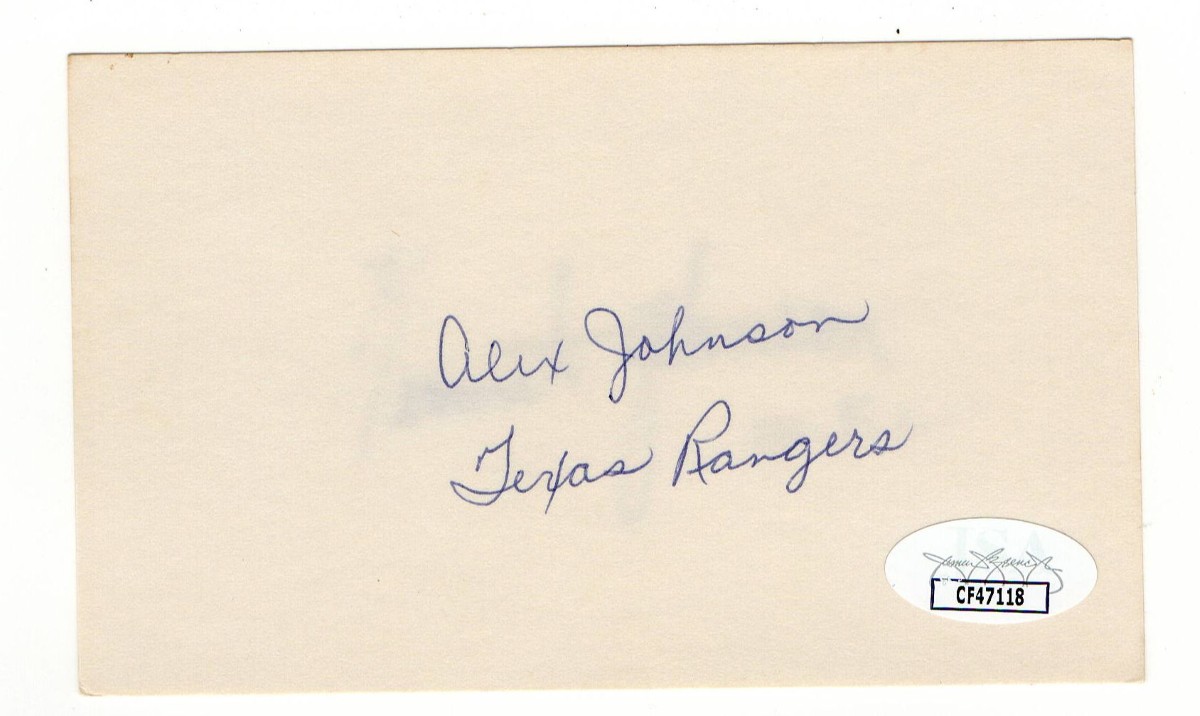 Alex Johnson
Texas Rangers
CF47118